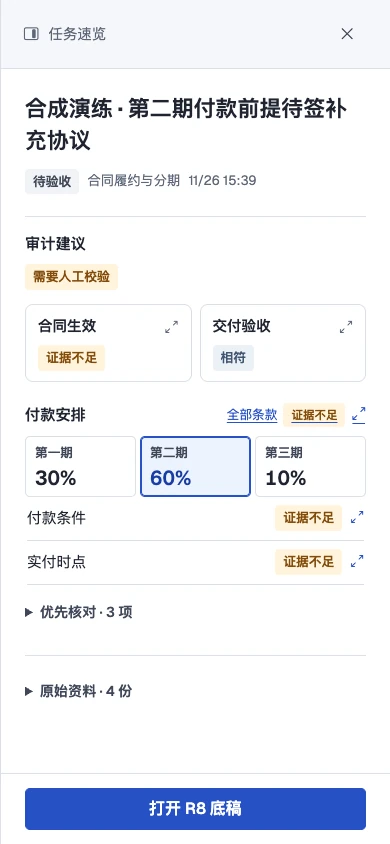 任务速览
合成演练 · 第二期付款前提待签补
充协议
待验收 合同履约与分期 11/26 15:39
审计建议
需要人工校验
合同生效
证据不足
交付验收
相符
付款安排 全部条款 证据不足
第一期
30%
第二期
60%
第三期
10%
付款条件 证据不足
实付时点 证据不足
优先核对 · 3 项
原始资料 · 4 份
打开 R8 底稿